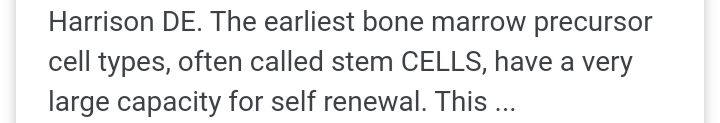 Harrison DE. The earliest bone marrow precursor
cell types, often called stem CELLS, have a very
large capacity for self renewal. This ...